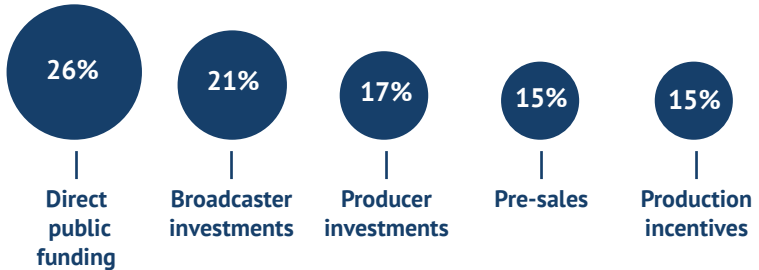 26%
21%
17%
15%
15%
Direct
public
funding
Broadcaster
investments
Producer
investments
Pre-sales
Production
incentives